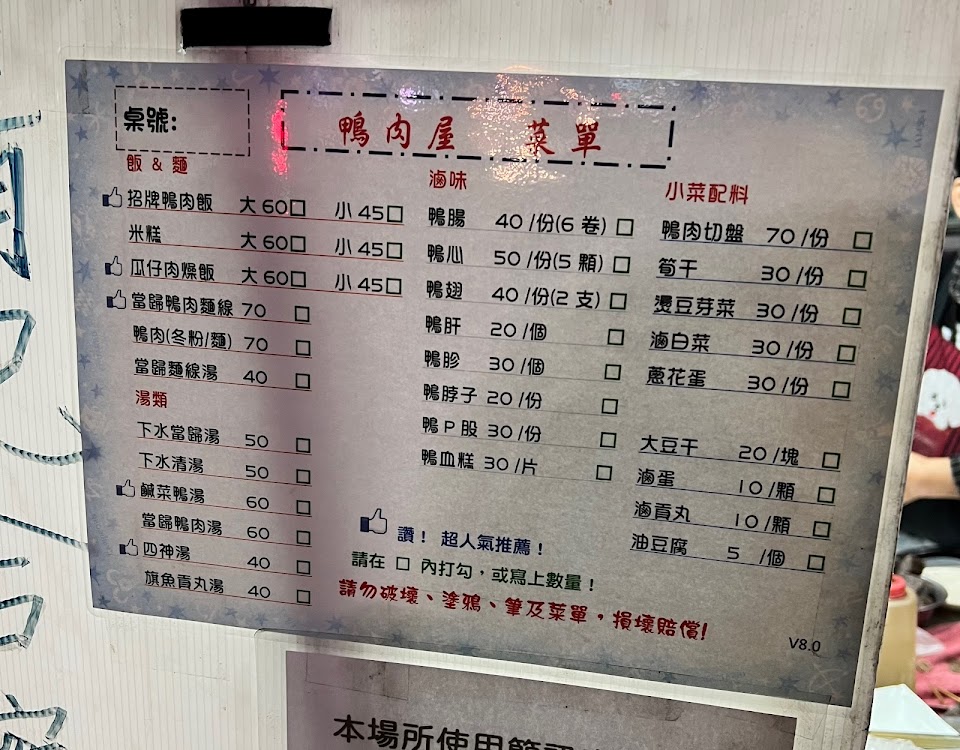 桌號:
鴨肉屋 菜單
飯 & 麵
招牌鴨肉飯 大 60□ 小 45□
米糕 大 60□ 小 45□
瓜仔肉燥飯 大 60□ 小 45□
當歸鴨肉麵線 70 □
鴨肉(冬粉/麵) 70 □
當歸麵線湯 40 □
湯類
下水當歸湯 50 □
下水清湯 50 □
鹹菜鴨湯 60 □
當歸鴨肉湯 60 □
四神湯 40 □
旗魚貢丸湯 40 □
滷味
鴨腸 40 /份(6 卷) □
鴨心 50 /份(5 顆) □
鴨翅 40 /份(2 支) □
鴨肝 20 /個 □
鴨胗 30 /個 □
鴨脖子 20 /份 □
鴨 P 股 30 /份 □
鴨血糕 30 /片 □
小菜配料
鴨肉切盤 70 /份 □
筍干 30 /份 □
燙豆芽菜 30 /份 □
滷白菜 30 /份 □
蔥花蛋 30 /份 □
大豆干 20 /塊 □
滷蛋 10 /顆 □
滷貢丸 10 /顆 □
油豆腐 5 /個 □
讚! 超人氣推薦!
請在 □ 內打勾,或寫上數量!
請勿破壞、塗鴉、筆及菜單,損壞賠償!
V8.0
本場所使用